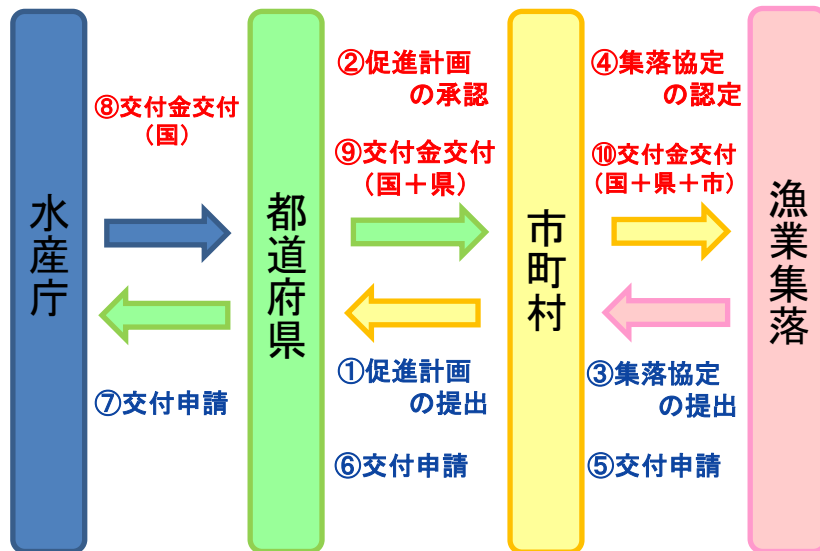 水産庁
⑧交付金交付
（国）
⑦交付申請
都道府県
②促進計画
の承認
⑨交付金交付
（国＋県）
①促進計画
の提出
⑥交付申請
市町村
④集落協定
の認定
⑩交付金交付
（国＋県＋市）
③集落協定
の提出
⑤交付申請
漁業集落